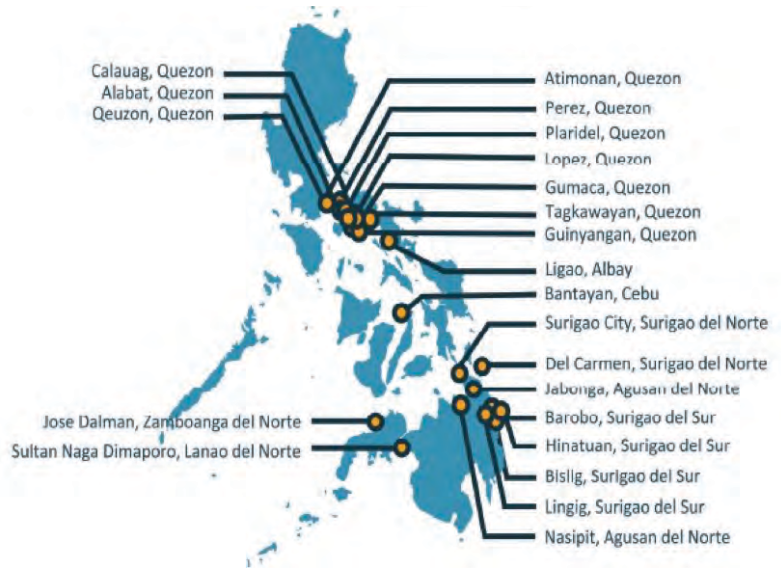 Calauag, Quezon
Alabat, Quezon
Qeuzon, Quezon
Atimonan, Quezon
Perez, Quezon
Plaridel, Quezon
Lopez, Quezon
Gumaca, Quezon
Tagkawayan, Quezon
Guinyangan, Quezon
Ligao, Albay
Bantayan, Cebu
Surigao City, Surigao del Norte
Del Carmen, Surigao del Norte
Jabonga, Agusan del Norte
Jose Dalman, Zamboanga del Norte
Barobo, Surigao del Sur
Sultan Naga Dimaporo, Lanao del Norte
Hinatuan, Surigao del Sur
Bislig, Surigao del Sur
Lingig, Surigao del Sur
Nasipit, Agusan del Norte